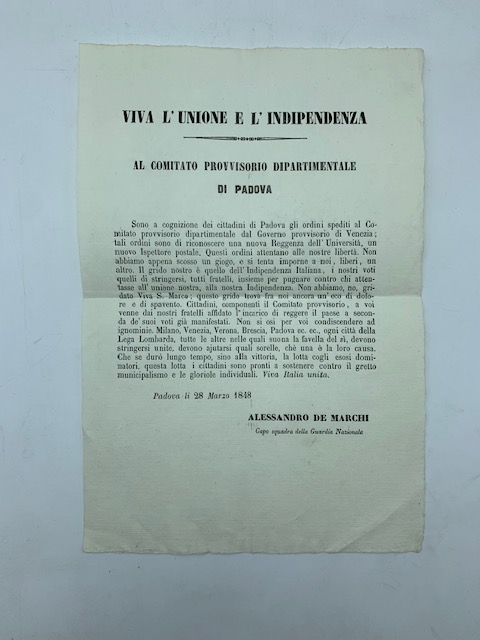 VIVA L'UNIONE E L'INDIPENDENZA
AL COMITATO PROVVISORIO DIPARTIMENTALE
DI PADOVA
Sono a cognizione dei cittadini di Padova gli ordini spediti al Co-
mitato provvisorio dipartimentale dal Governo provvisorio di Venezia;
tali ordini sono di riconoscere una nuova Reggenza dell'Università, un
nuovo Ispettore postale. Questi ordini attentano alle nostre libertà. Non
abbiamo appena scosso un giogo, e si tenta imporne a noi, liberi, un
altro. Il grido nostro è quello dell'Indipendenza Italiana, i nostri voti
quelli di stringersi, tutti fratelli, insieme per pugnare contro chi atten-
tasse all'unione nostra, alla nostra Indipendenza. Non abbiamo, no, gri-
dato Viva S. Marco; questo grido trova fra noi ancora un'eco di dolo-
re e di spavento. Cittadini, componenti il Comitato provvisorio, a voi
venne dai nostri fratelli affidato l'incarico di reggere il paese a seconda
de' suoi voti già manifestati. Non si osi per voi condiscendere ad
ignominie. Milano, Venezia, Verona, Brescia, Padova ec. ec., ogni città della
Lega Lombarda, tutte le altre nelle quali suona la favella del sì, devono
stringersi unite, devono ajutarsi quali sorelle, chè una è la loro causa.
Che se durò lungo tempo, sino alla vittoria, la lotta cogli esosi domi-
natori, questa lotta i cittadini sono pronti a sostenere contro il gretto
municipalismo e le gloriole individuali. Viva Italia unita.
Padova li 28 Marzo 1848
ALESSANDRO DE MARCHI
Capo squadra della Guardia Nazionale